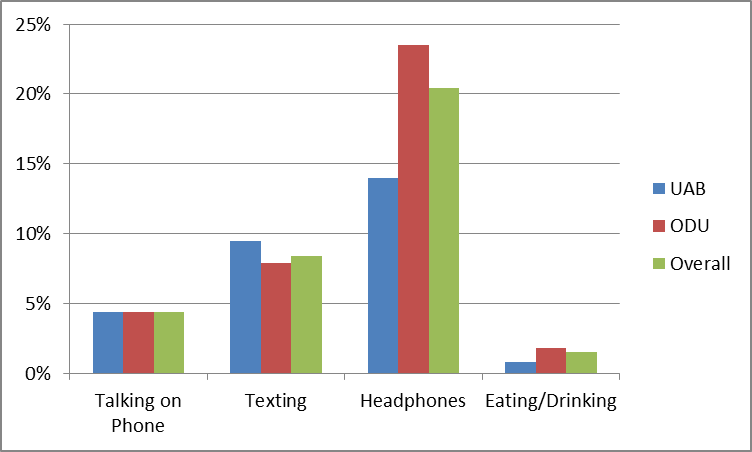 25%
20%
15%
10%
5%
0%
Talking on
Phone
Texting
Headphones
Eating/Drinking
UAB
ODU
Overall